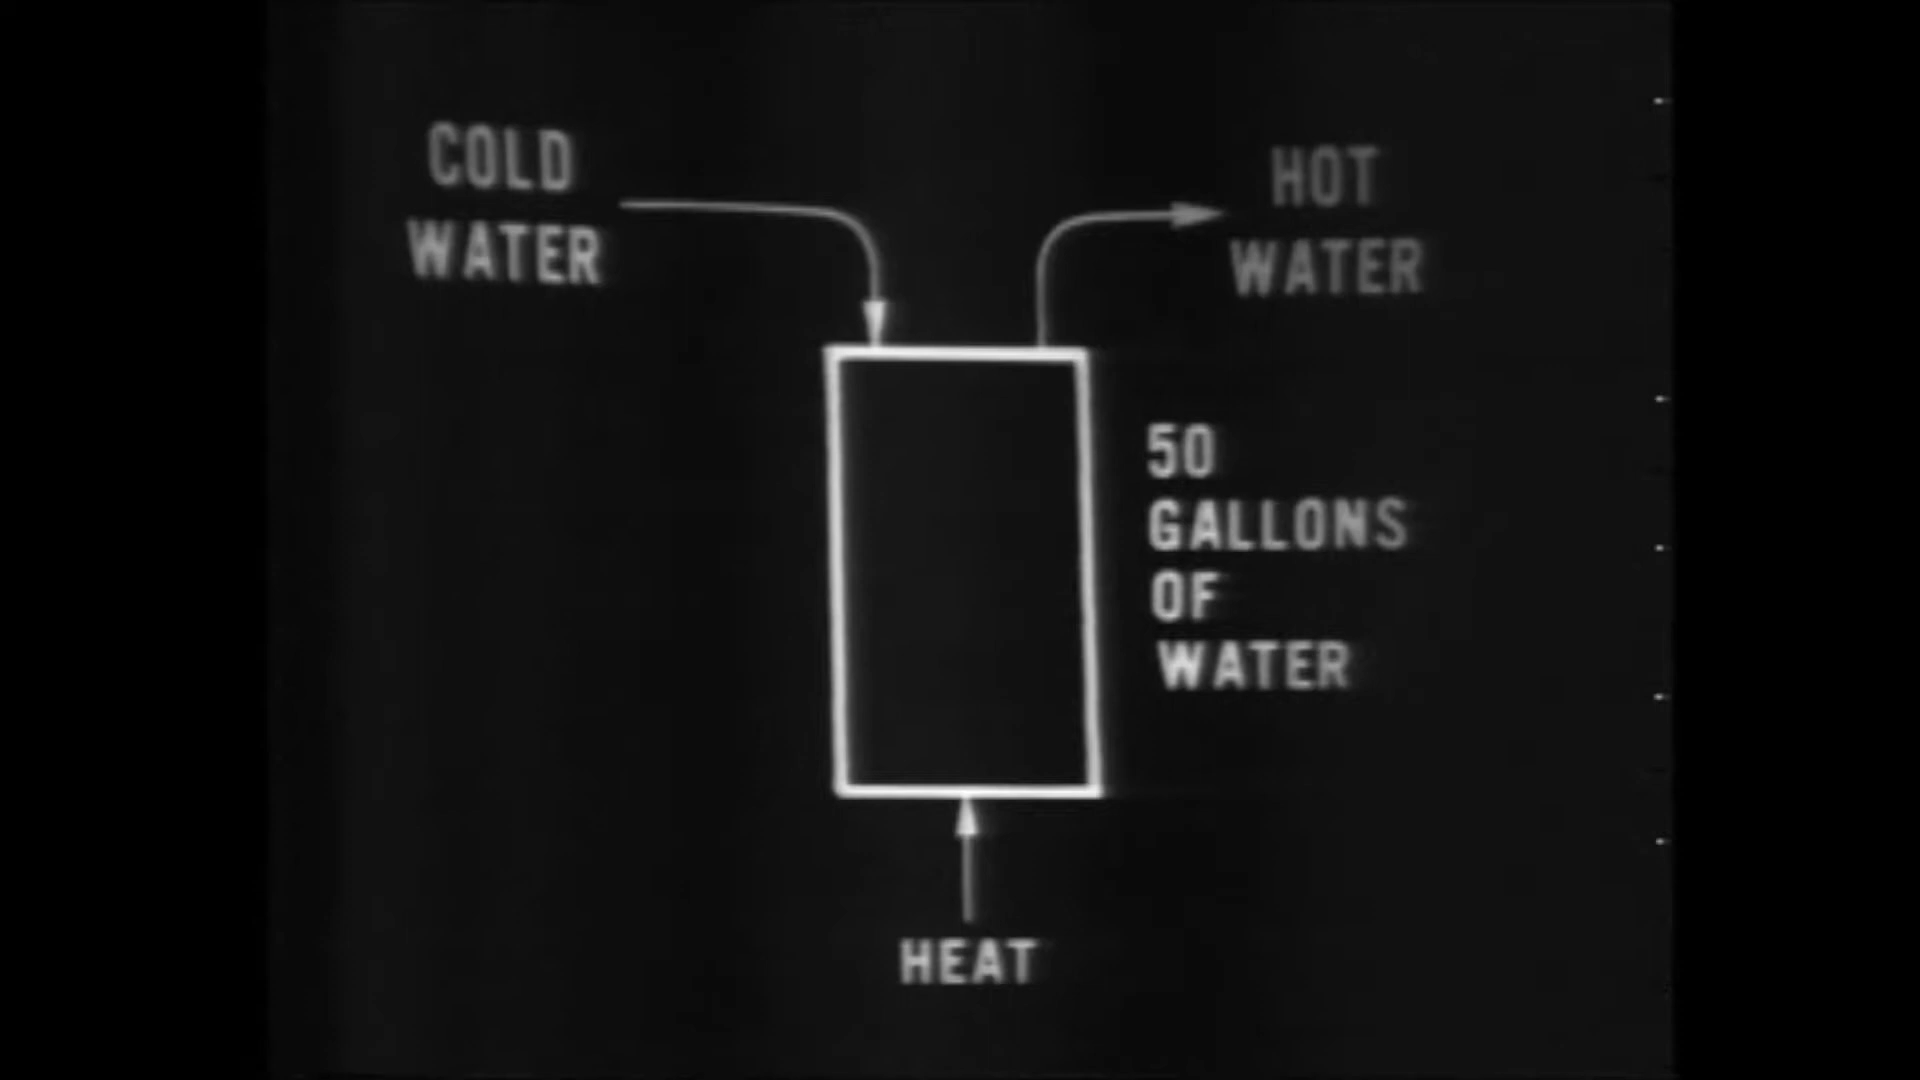 COLD
WATER
HOT
WATER
50
GALLONS
OF
WATER
HEAT